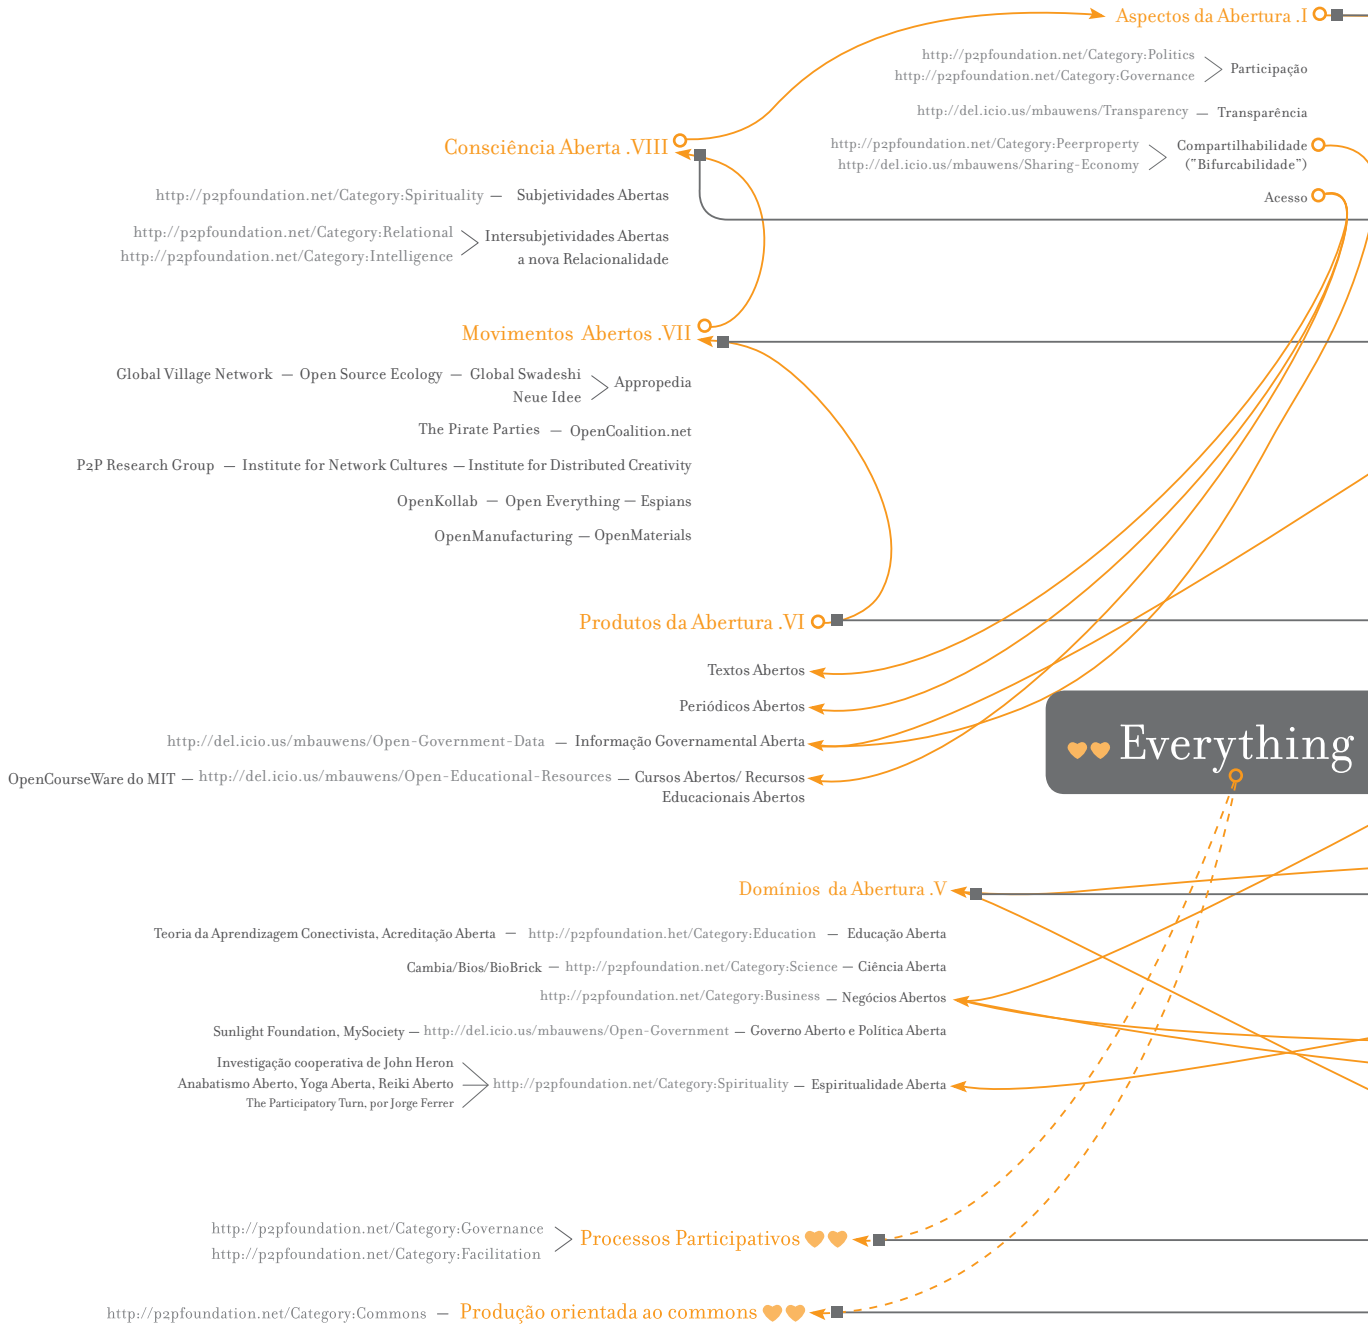 Aspectos da Abertura .I
http://p2pfoundation.net/Category:Politics
http://p2pfoundation.net/Category:Governance
Participação
http://del.icio.us/mbauwens/Transparency — Transparência
http://p2pfoundation.net/Category:Peerproperty
http://del.icio.us/mbauwens/Sharing-Economy
Compartilhabilidade
("Bifurcabilidade")
Acesso
Consciência Aberta .VIII
http://p2pfoundation.net/Category:Spirituality — Subjetividades Abertas
http://p2pfoundation.net/Category:Relational
http://p2pfoundation.net/Category:Intelligence
Intersubjetividades Abertas
a nova Relacionalidade
Movimentos Abertos .VII
Global Village Network — Open Source Ecology — Global Swadeshi
Neue Idee
Appropedia
The Pirate Parties — OpenCoalition.net
P2P Research Group — Institute for Network Cultures — Institute for Distributed Creativity
OpenKollab — Open Everything — Espians
OpenManufacturing — OpenMaterials
Produtos da Abertura .VI
Textos Abertos
Periódicos Abertos
http://del.icio.us/mbauwens/Open-Government-Data — Informação Governamental Aberta
OpenCourseWare do MIT — http://del.icio.us/mbauwens/Open-Educational-Resources — Cursos Abertos/ Recursos
Educacionais Abertos
Everything
Domínios da Abertura .V
Teoria da Aprendizagem Conectivista, Acreditação Aberta — http://p2pfoundation.het/Category:Education — Educação Aberta
Cambia/Bios/BioBrick — http://p2pfoundation.net/Category:Science — Ciência Aberta
http://p2pfoundation.net/Category:Business — Negócios Abertos
Sunlight Foundation, MySociety — http://del.icio.us/mbauwens/Open-Government — Governo Aberto e Política Aberta
Investigação cooperativa de John Heron
Anabatismo Aberto, Yoga Aberta, Reiki Aberto
The Participatory Turn, por Jorge Ferrer
http://p2pfoundation.net/Category:Spirituality — Espiritualidade Aberta
http://p2pfoundation.net/Category:Governance
http://p2pfoundation.net/Category:Facilitation
Processos Participativos
http://p2pfoundation.net/Category:Commons — Produção orientada ao commons